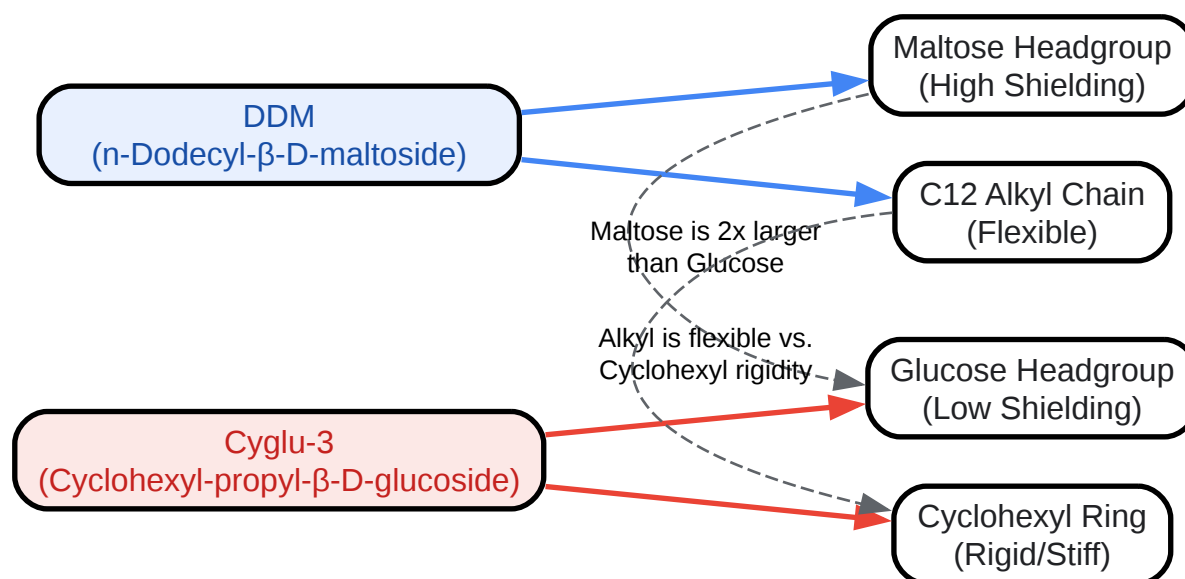 Maltose Headgroup
(High Shielding)
DDM
(n-Dodecyl-β-D-maltoside)
C12 Alkyl Chain
(Flexible)
Maltose is 2x larger
than Glucose
Alkyl is flexible vs.
Cyclohexyl rigidity
Glucose Headgroup
(Low Shielding)
Cyglu-3
(Cyclohexyl-propyl-β-D-glucoside)
Cyclohexyl Ring
(Rigid/Stiff)